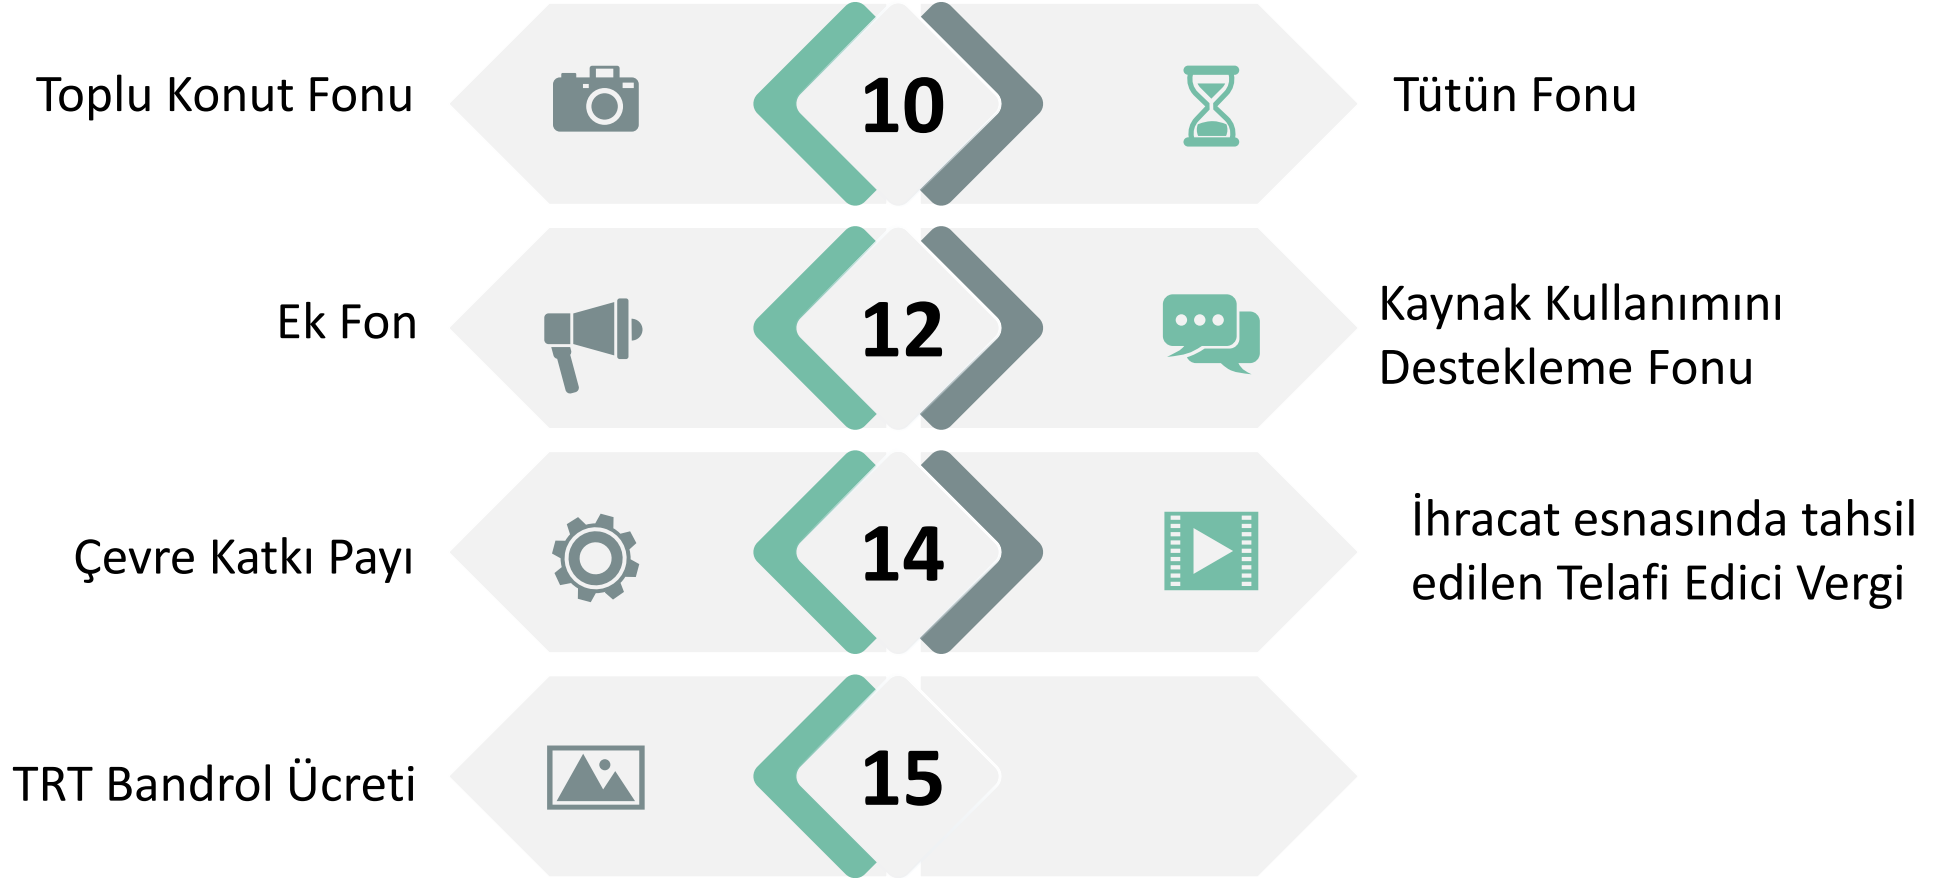 Toplu Konut Fonu
10
Tütün Fonu
Ek Fon
12
Kaynak Kullanımını
Destekleme Fonu
Çevre Katkı Payı
14
İhracat esnasında tahsil
edilen Telafi Edici Vergi
TRT Bandrol Ücreti
15